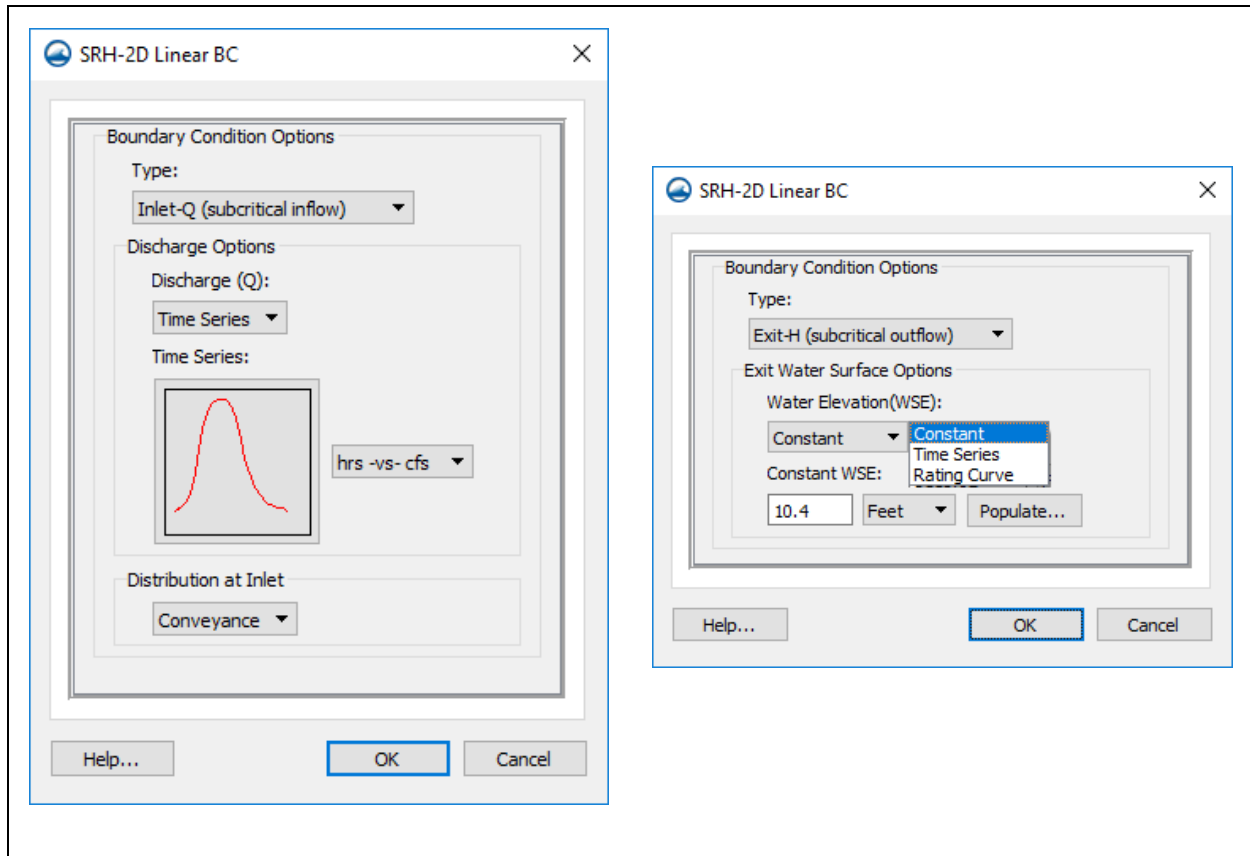 SRH-2D Linear BC
Boundary Condition Options
Type:
Inlet-Q (subcritical inflow)
Discharge Options
Discharge (Q):
Time Series
Time Series:
hrs -vs- cfs
Distribution at Inlet
Conveyance
Help...
OK
Cancel
SRH-2D Linear BC
Boundary Condition Options
Type:
Exit-H (subcritical outflow)
Exit Water Surface Options
Water Elevation(WSE):
Constant
Constant
Time Series
Rating Curve
Constant WSE:
10.4
Feet
Populate...
Help...
OK
Cancel